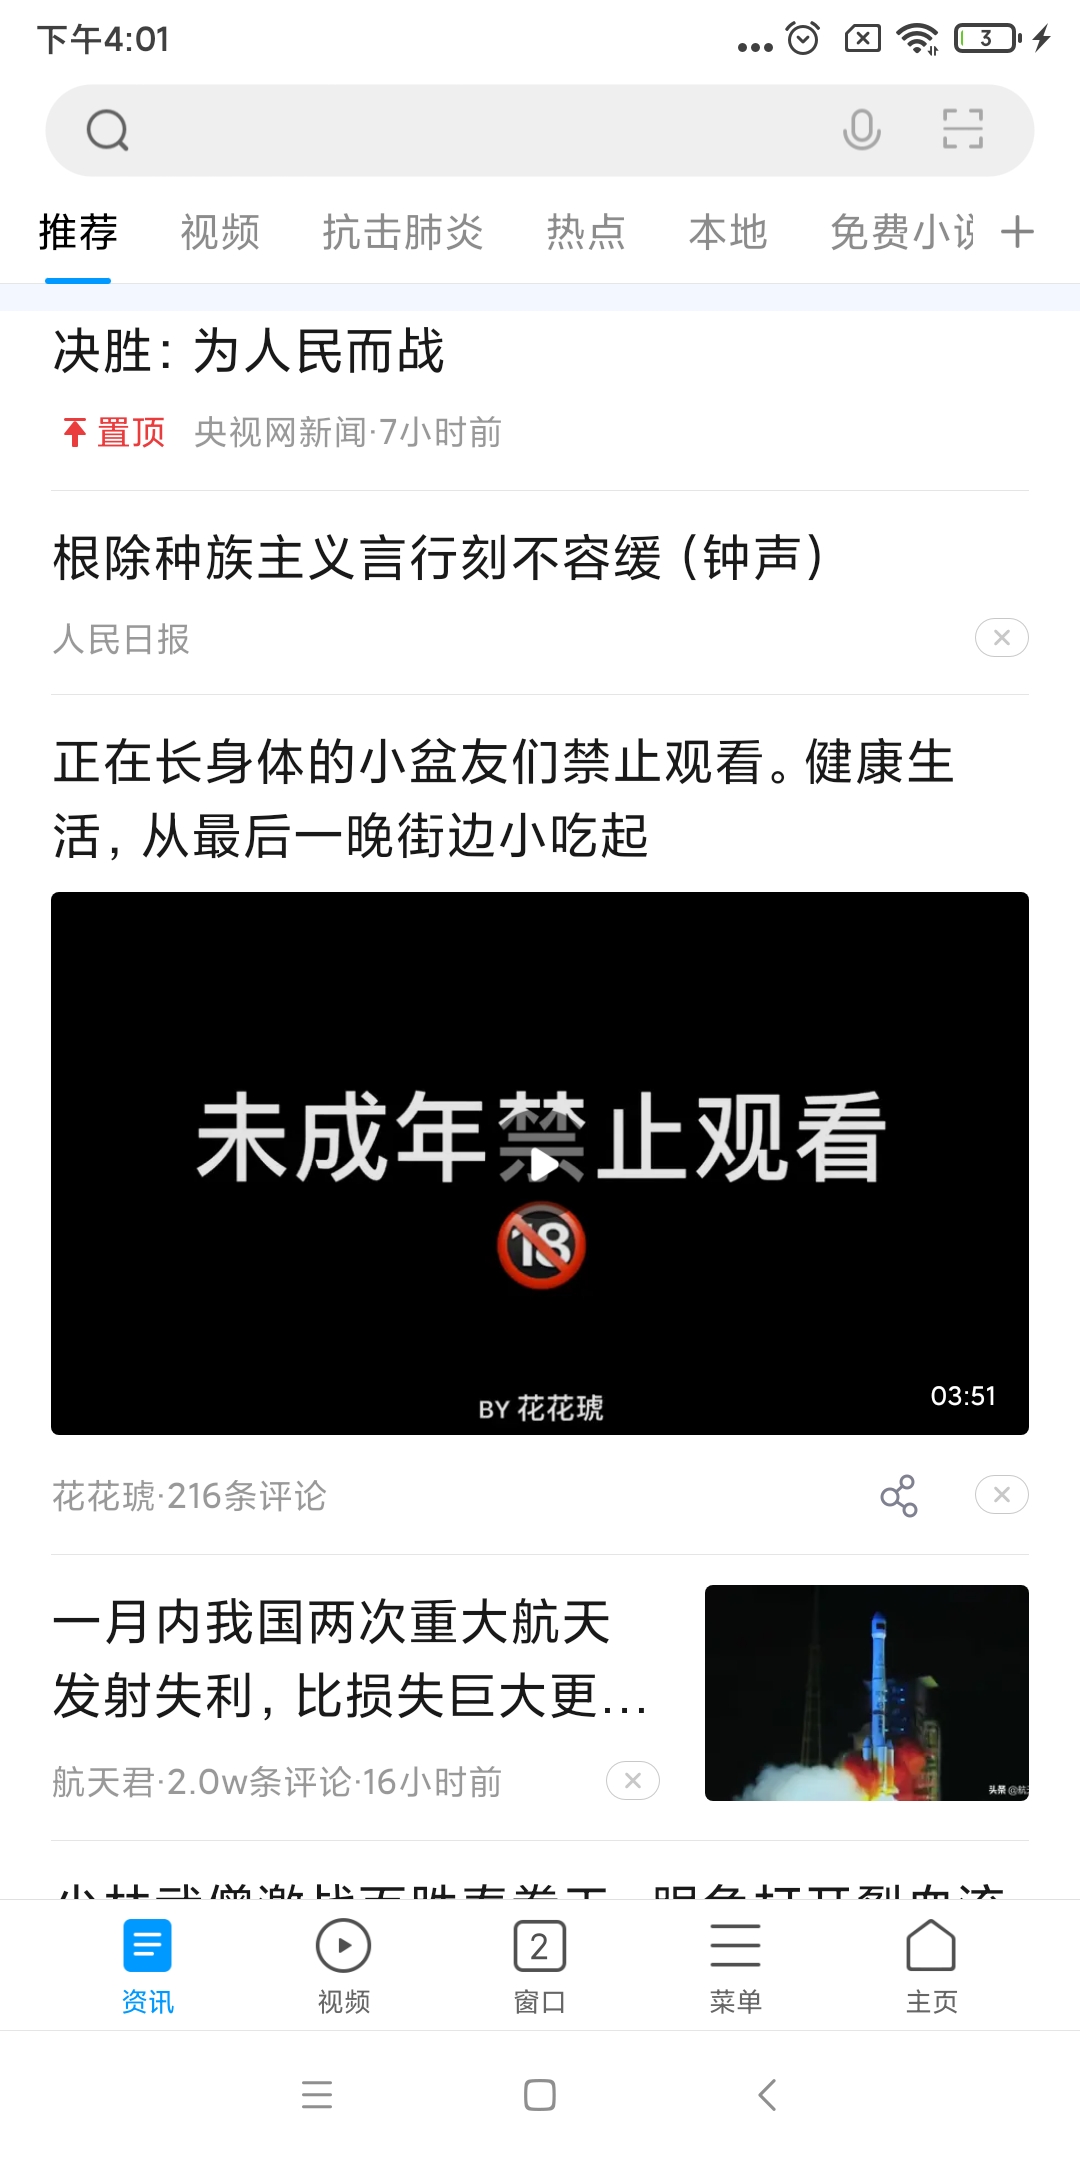 下午4:01
3
推荐 视频 抗击肺炎 热点 本地 免费小说
决胜：为人民而战
置顶 央视网新闻·7小时前
根除种族主义言行刻不容缓（钟声）
人民日报
正在长身体的小盆友们禁止观看。健康生
活，从最后一晚街边小吃起
未成年禁止观看
18
BY 花花琥
03:51
花花琥·216条评论
一月内我国两次重大航天
发射失利，比损失巨大更...
航天君·2.0w条评论·16小时前
头条 @航
2
资讯 视频 窗口 菜单 主页